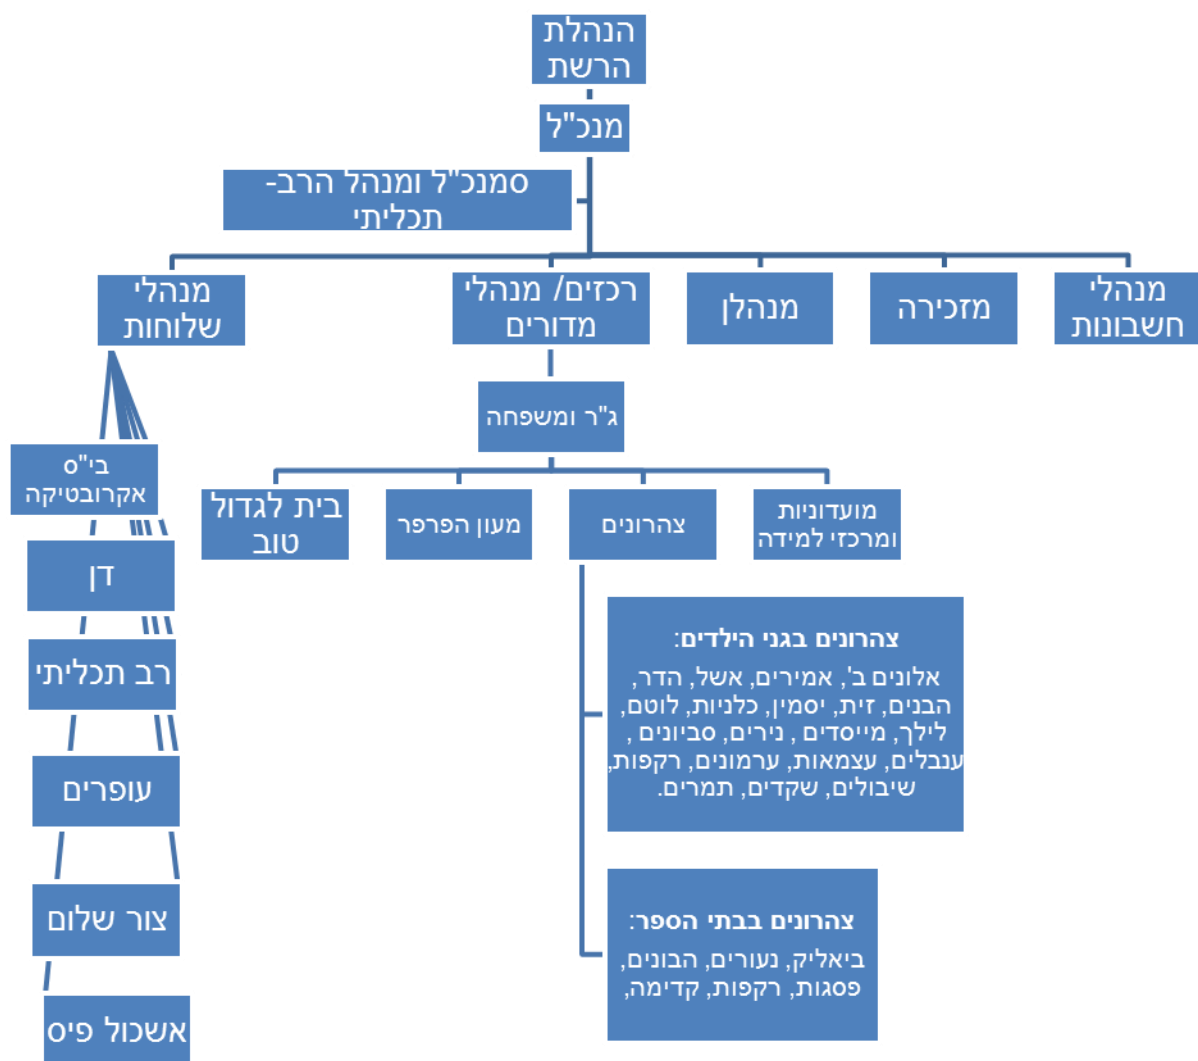 הנהלת
הרשת
מנכ"ל
סמנכ"ל ומנהל הרב-
תכליתי
מנהלי
חשבונות
מזכירה
מנהלן
רכזים/ מנהלי
מדורים
מנהלי
שלוחות
ג"ר ומשפחה
מועדוניות
ומרכזי למידה
צהרונים
מעון הפרפר
בית לגדול
טוב
צהרונים בגני הילדים:
אלונים ב', אמירים, אשל, הדר,
הבנים, זית, יסמין, כלניות, לוטם,
לילך, מייסדים , נירים, סביונים ,
ענבלים, עצמאות, ערמונים, רקפות,
שיבולים, שקדים, תמרים.
צהרונים בבתי הספר:
ביאליק, נעורים, הבונים,
פסגות, רקפות, קדימה,
בי"ס
אקרובטיקה
דן
רב תכליתי
עופרים
צור שלום
אשכול פיס